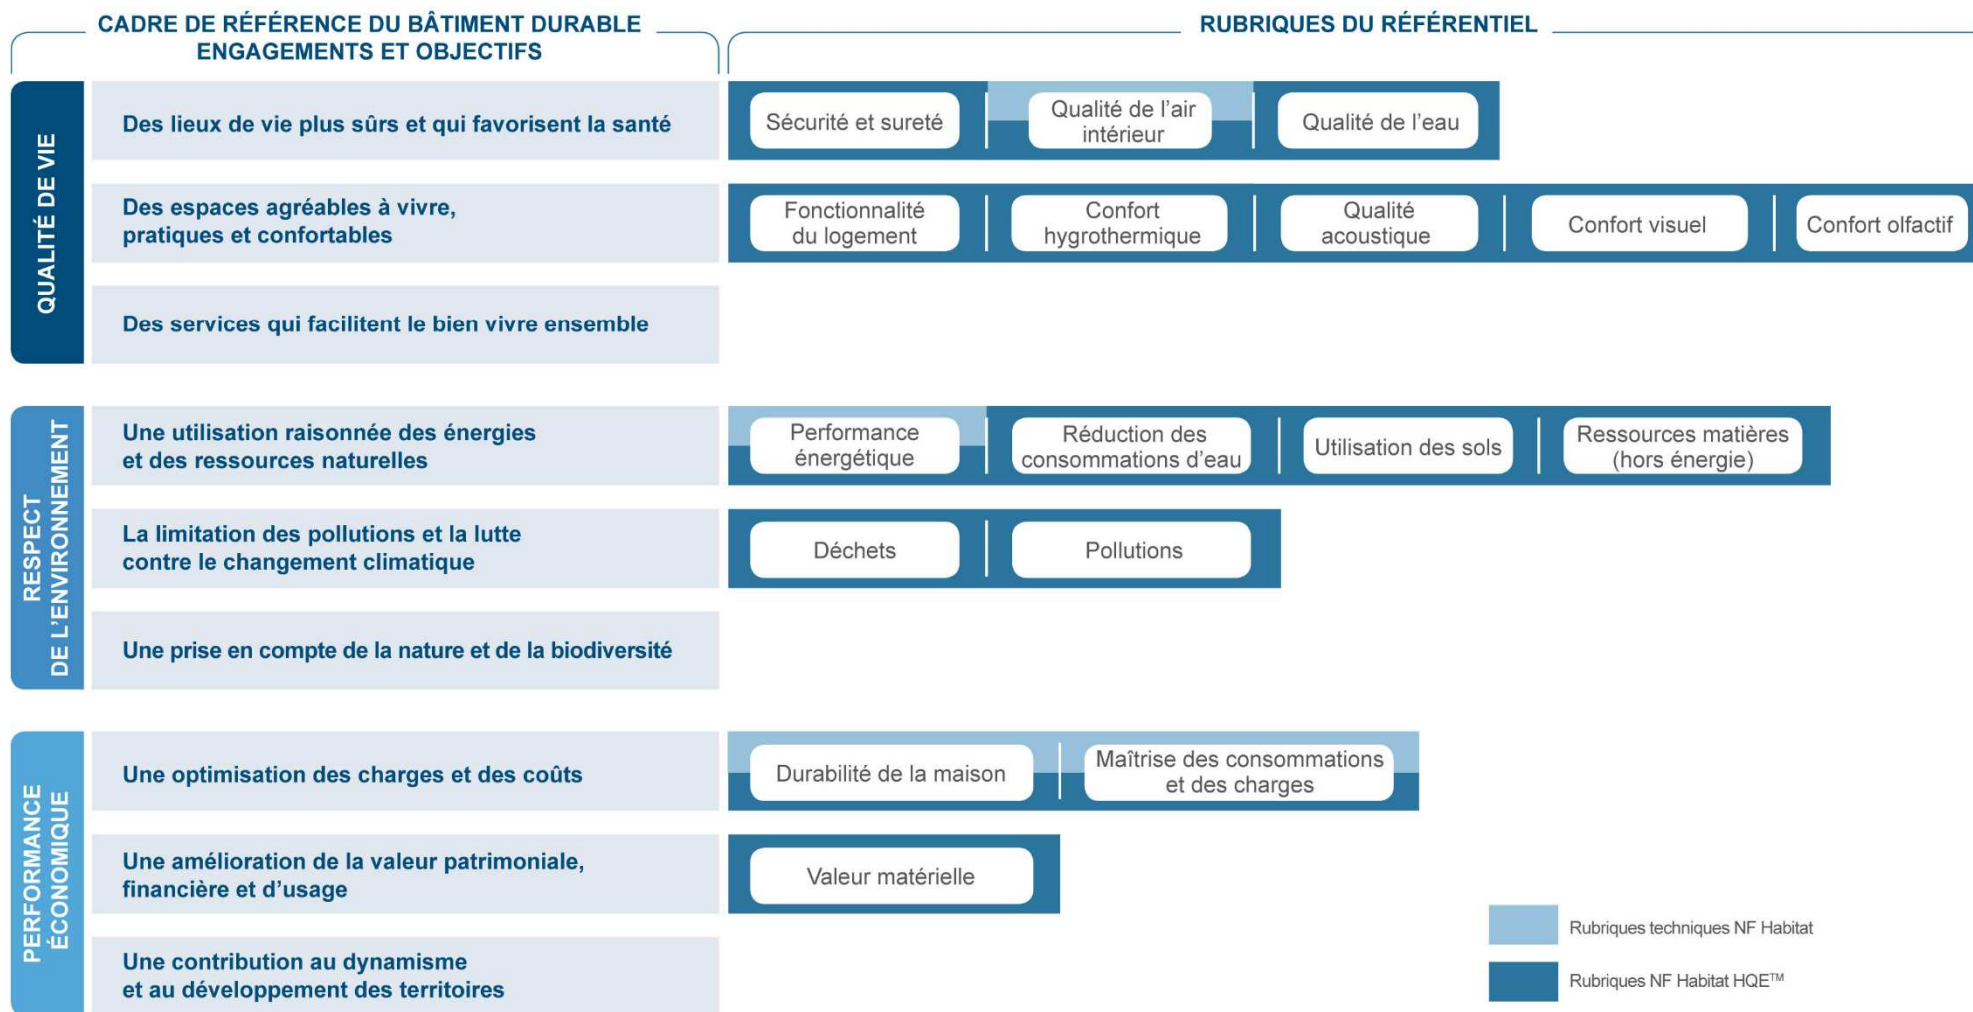 CADRE DE RÉFÉRENCE DU BÂTIMENT DURABLE
ENGAGEMENTS ET OBJECTIFS
RUBRIQUES DU RÉFÉRENTIEL
QUALITÉ DE VIE
Des lieux de vie plus sûrs et qui favorisent la santé
Sécurité et sureté
Qualité de l’air
intérieur
Qualité de l’eau
Des espaces agréables à vivre,
pratiques et confortables
Fonctionnalité
du logement
Confort
hygrothermique
Qualité
acoustique
Confort visuel
Confort olfactif
Des services qui facilitent le bien vivre ensemble
RESPECT
DE L’ENVIRONNEMENT
Une utilisation raisonnée des énergies
et des ressources naturelles
Performance
énergétique
Réduction des
consommations d’eau
Utilisation des sols
Ressources matières
(hors énergie)
La limitation des pollutions et la lutte
contre le changement climatique
Déchets
Pollutions
Une prise en compte de la nature et de la biodiversité
PERFORMANCE
ÉCONOMIQUE
Une optimisation des charges et des coûts
Durabilité de la maison
Maîtrise des consommations
et des charges
Une amélioration de la valeur patrimoniale,
financière et d’usage
Valeur matérielle
Une contribution au dynamisme
et au développement des territoires
Rubriques techniques NF Habitat
Rubriques NF Habitat HQE™